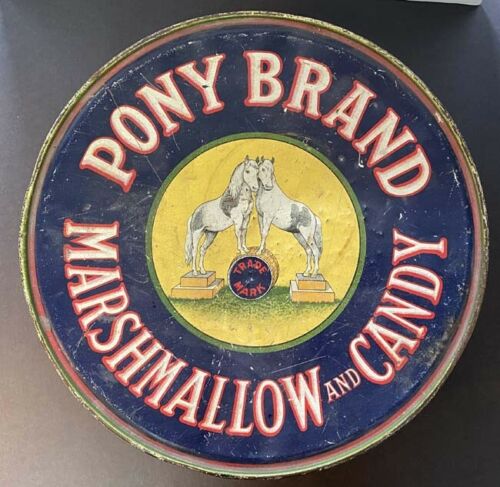 PONY BRAND
TRADE
MARK
MARSHMALLOW AND CANDY